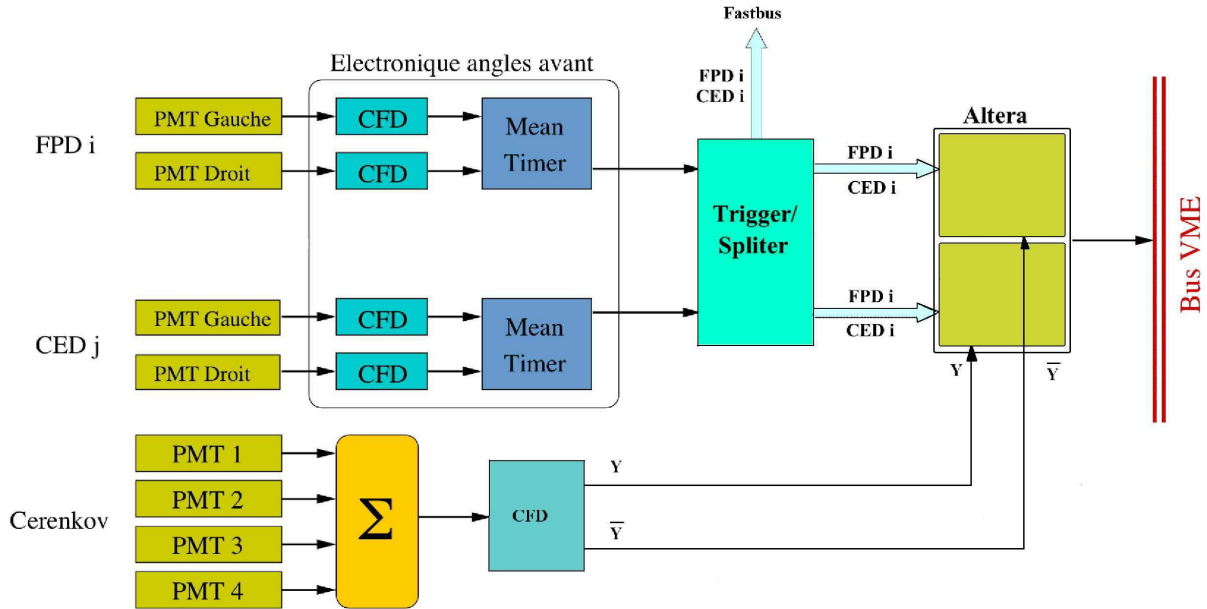 Fastbus
FPD i
CED i
Electronique angles avant
FPD i
PMT Gauche
CFD
Mean
Timer
PMT Droit
CFD
Trigger/
Spliter
FPD i
CED i
Altera
Bus VME
CED j
PMT Gauche
CFD
Mean
Timer
PMT Droit
CFD
FPD i
CED i
Y
Y̅
Cerenkov
PMT 1
PMT 2
PMT 3
PMT 4
Σ
CFD
Y
Y̅